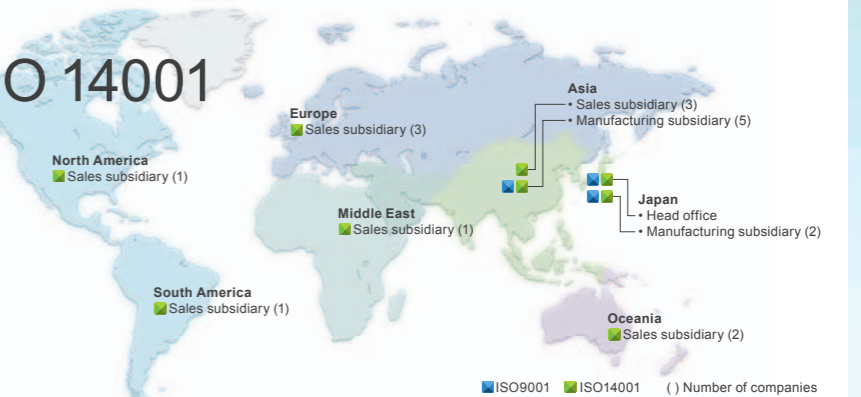 O 14001
Asia
• Sales subsidiary (3)
• Manufacturing subsidiary (5)
Europe
Sales subsidiary (3)
North America
Sales subsidiary (1)
Japan
• Head office
• Manufacturing subsidiary (2)
Middle East
Sales subsidiary (1)
South America
Sales subsidiary (1)
Oceania
Sales subsidiary (2)
ISO9001 ISO14001 ( ) Number of companies